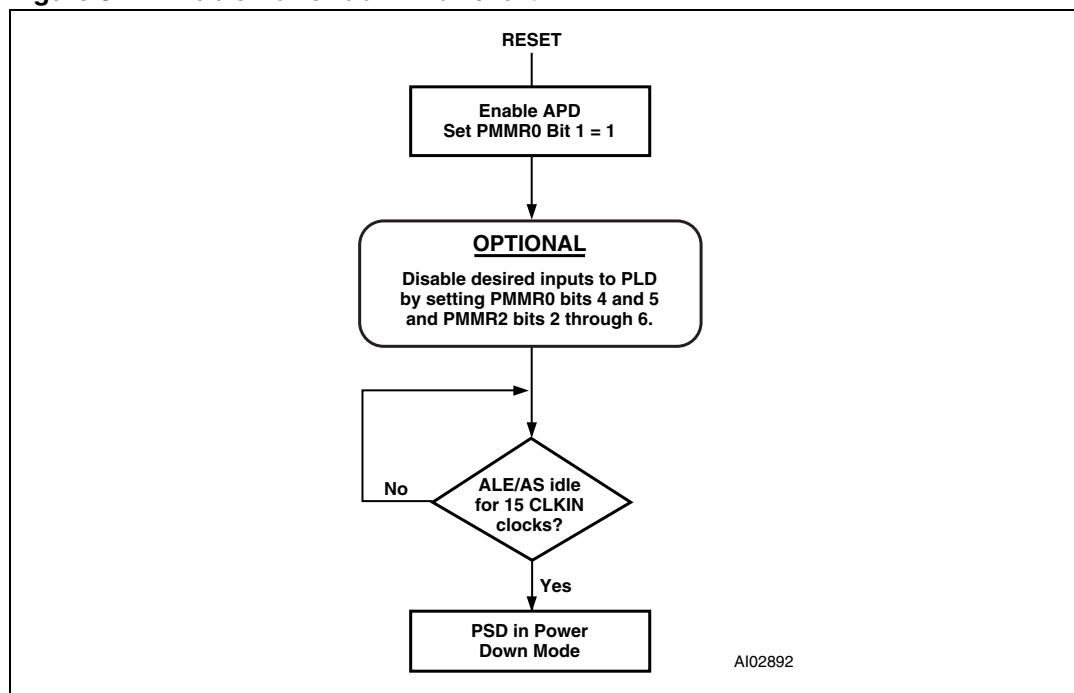 RESET
Enable APD
Set PMMR0 Bit 1 = 1
OPTIONAL
Disable desired inputs to PLD
by setting PMMR0 bits 4 and 5
and PMMR2 bits 2 through 6.
No
ALE/AS idle
for 15 CLKIN
clocks?
Yes
PSD in Power
Down Mode
AI02892